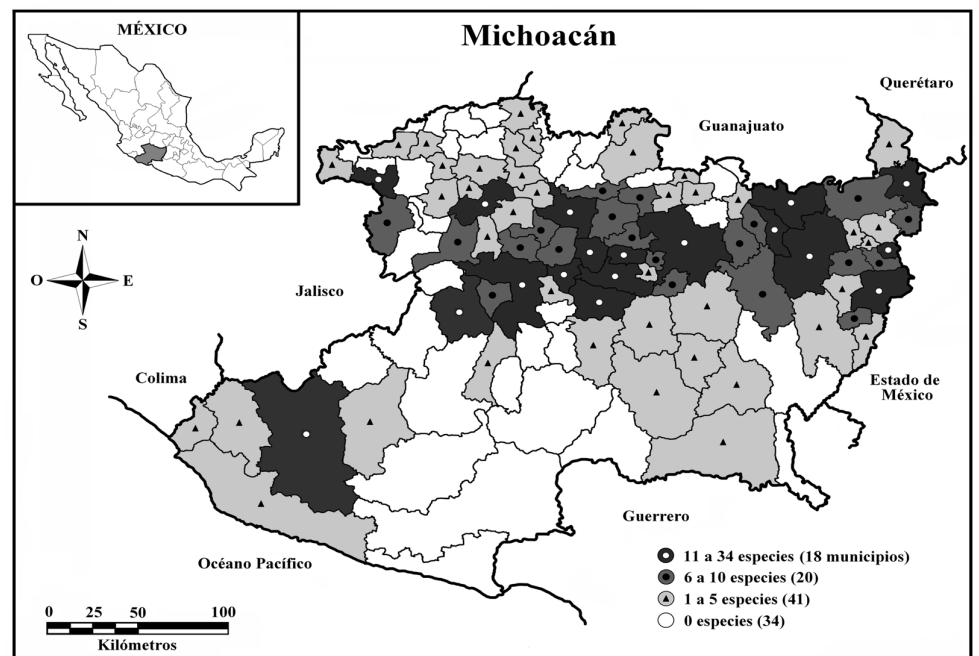 MÉXICO
Michoacán
Querétaro
Guanajuato
N
O
E
S
Jalisco
Colima
Estado de
México
Guerrero
Océano Pacífico
11 a 34 especies (18 municipios)
6 a 10 especies (20)
1 a 5 especies (41)
0 especies (34)
0 25 50 100
Kilómetros